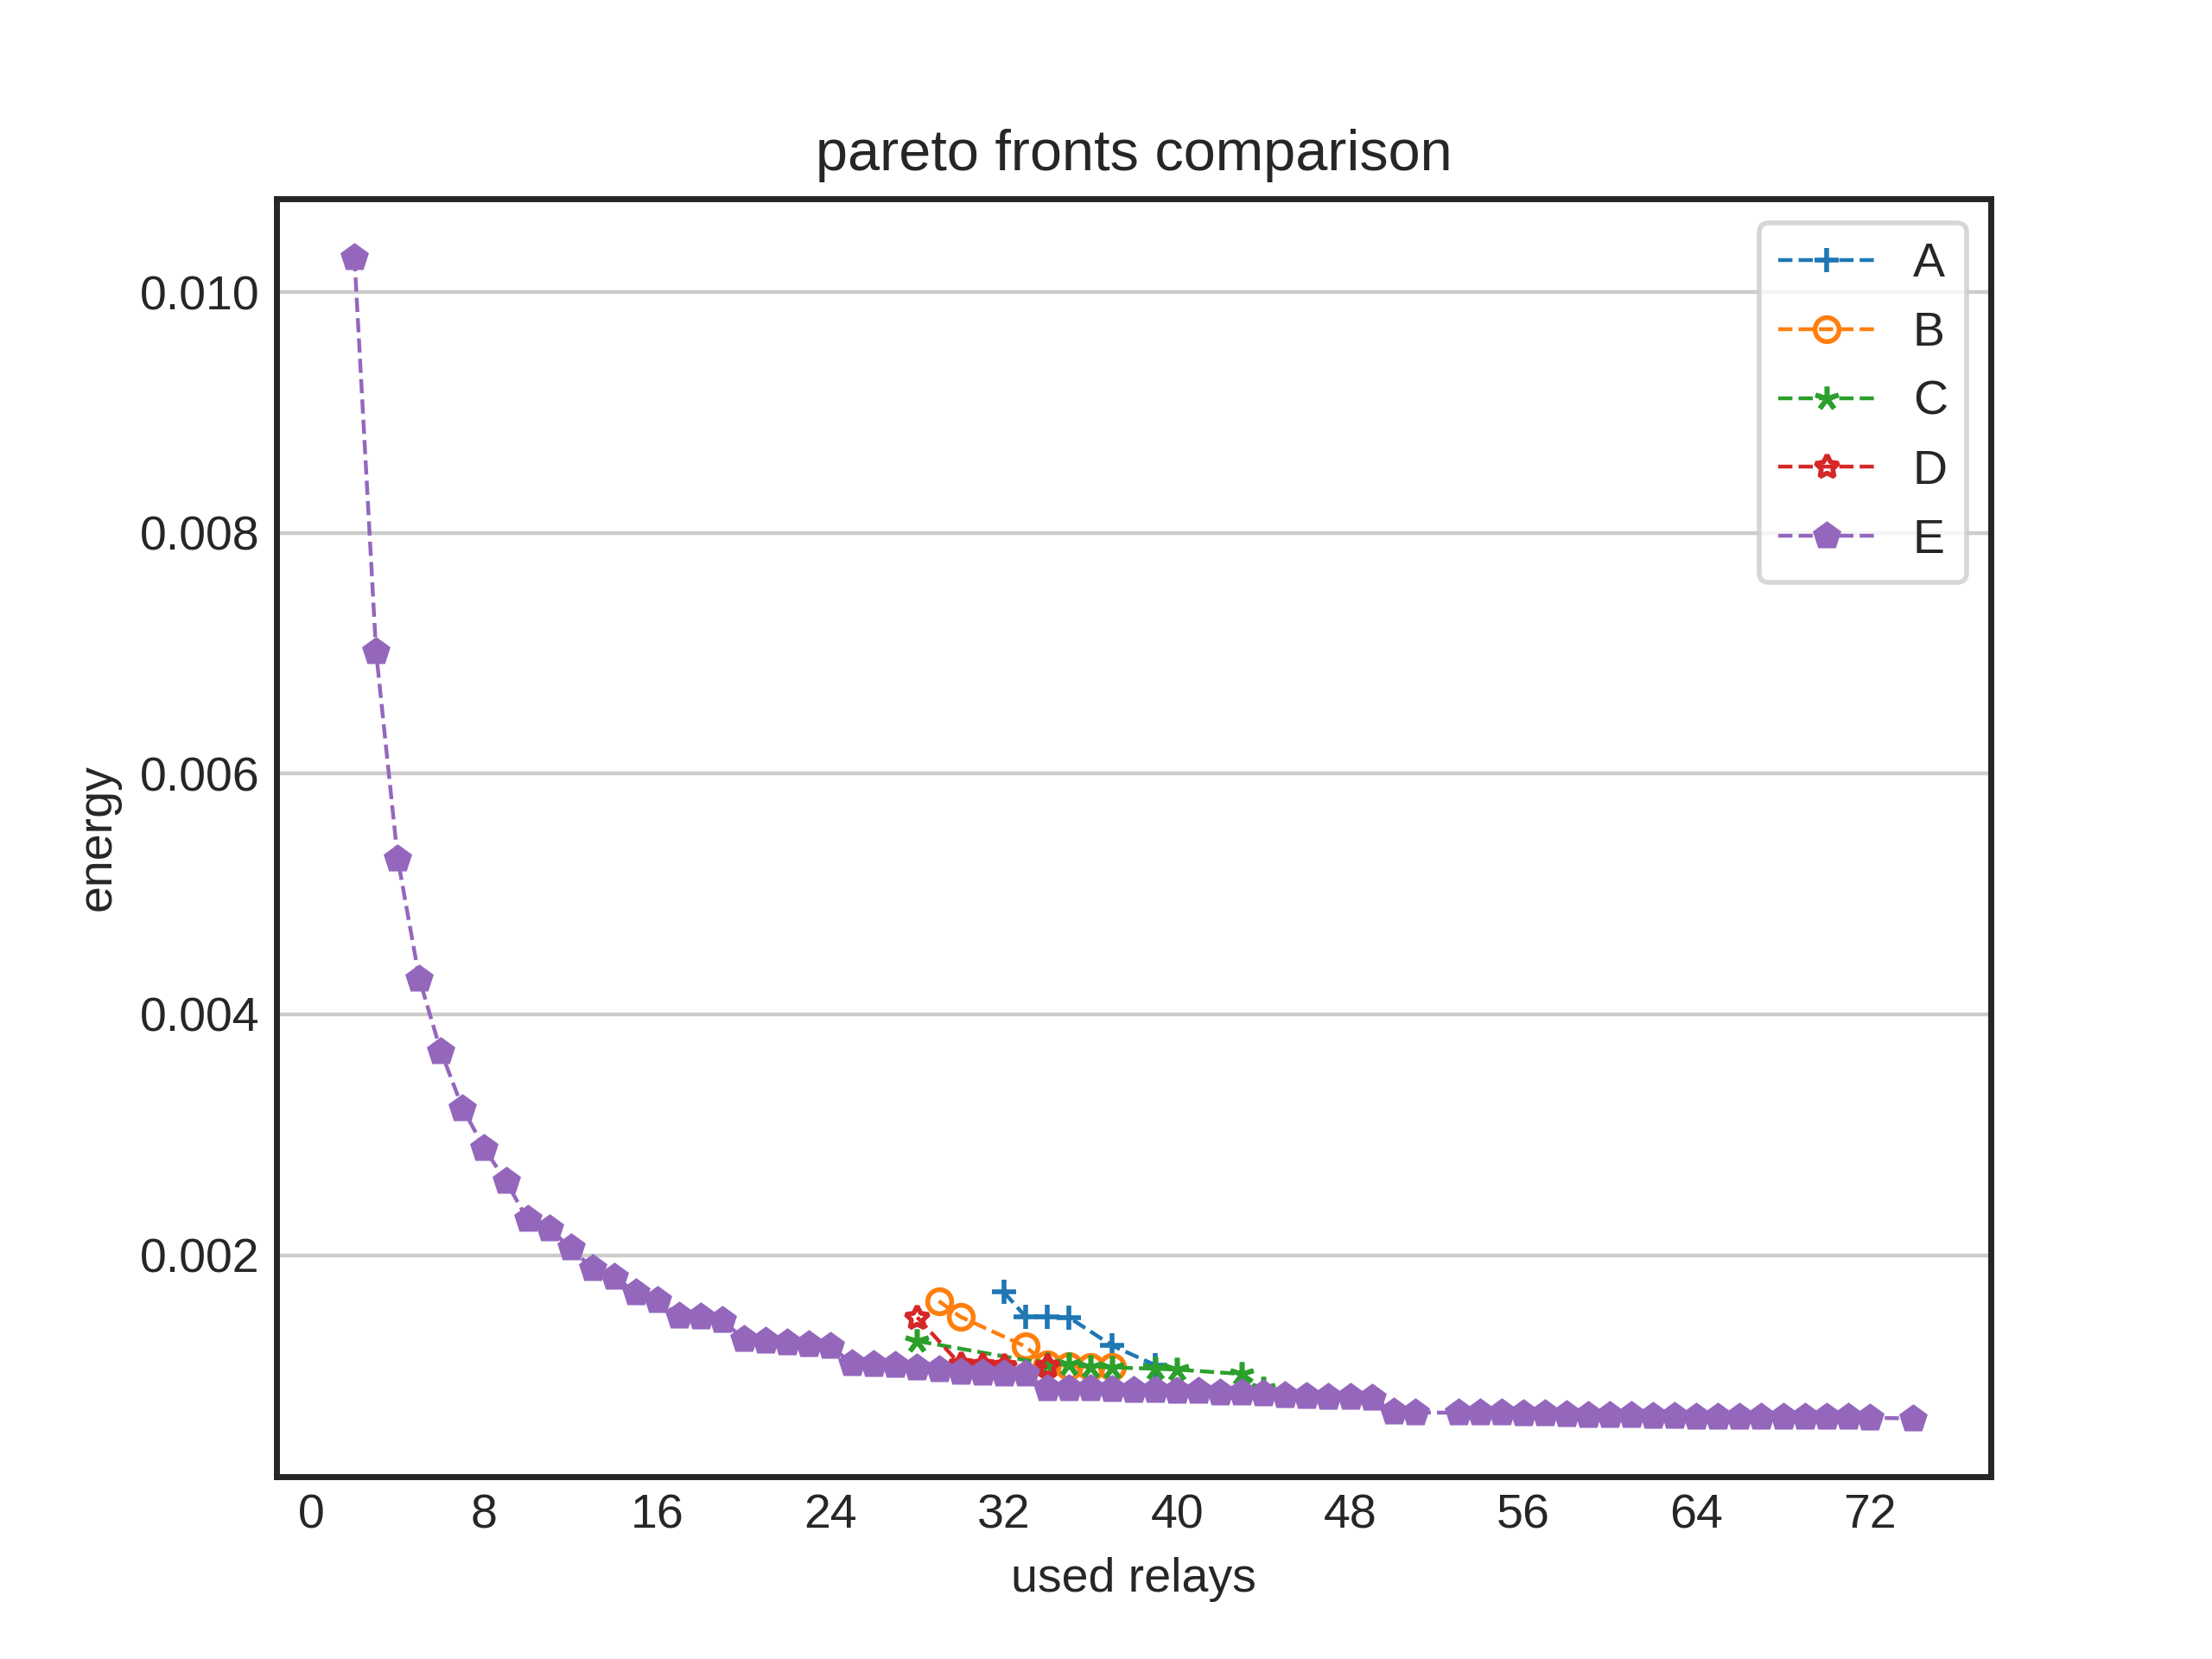 pareto fronts comparison
0.010
0.008
0.006
0.004
0.002
energy
0 8 16 24 32 40 48 56 64 72
used relays
A
B
C
D
E